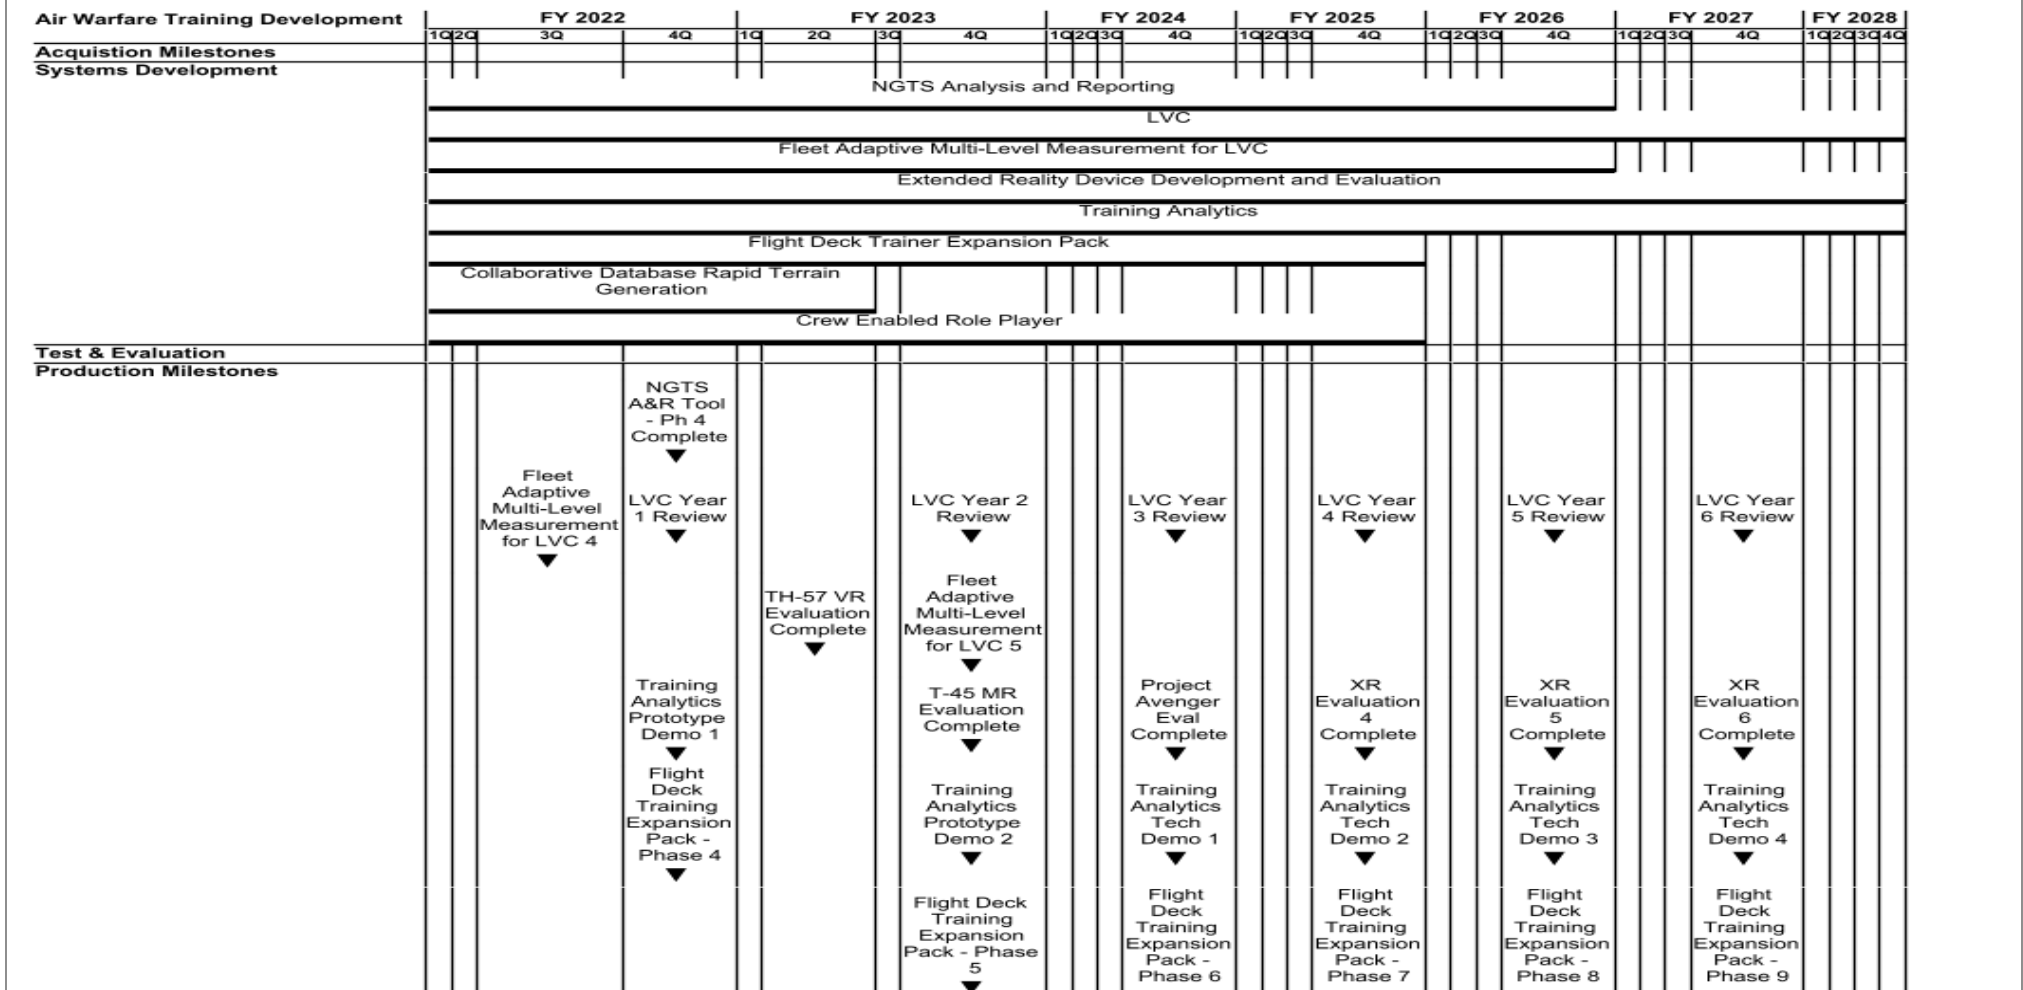 Air Warfare Training Development
FY 2022
FY 2023
FY 2024
FY 2025
FY 2026
FY 2027
FY 2028
1Q 2Q 3Q 4Q 1Q 2Q 3Q 4Q 1Q 2Q 3Q 4Q 1Q 2Q 3Q 4Q 1Q 2Q 3Q 4Q 1Q 2Q 3Q 4Q 1Q 2Q 3Q 4Q
Acquistion Milestones
Systems Development
NGTS Analysis and Reporting
LVC
Fleet Adaptive Multi-Level Measurement for LVC
Extended Reality Device Development and Evaluation
Training Analytics
Flight Deck Trainer Expansion Pack
Collaborative Database Rapid Terrain
Generation
Crew Enabled Role Player
Test & Evaluation
Production Milestones
NGTS
A&R Tool
- Ph 4
Complete
Fleet
Adaptive
Multi-Level
Measurement
for LVC 4
LVC Year
1 Review
LVC Year 2
Review
LVC Year
3 Review
LVC Year
4 Review
LVC Year
5 Review
LVC Year
6 Review
TH-57 VR
Evaluation
Complete
Fleet
Adaptive
Multi-Level
Measurement
for LVC 5
Training
Analytics
Prototype
Demo 1
T-45 MR
Evaluation
Complete
Project
Avenger
Eval
Complete
XR
Evaluation
4
Complete
XR
Evaluation
5
Complete
XR
Evaluation
6
Complete
Flight
Deck
Training
Expansion
Pack -
Phase 4
Training
Analytics
Prototype
Demo 2
Training
Analytics
Tech
Demo 1
Training
Analytics
Tech
Demo 2
Training
Analytics
Tech
Demo 3
Training
Analytics
Tech
Demo 4
Flight Deck
Training
Expansion
Pack - Phase
5
Flight
Deck
Training
Expansion
Pack -
Phase 6
Flight
Deck
Training
Expansion
Pack -
Phase 7
Flight
Deck
Training
Expansion
Pack -
Phase 8
Flight
Deck
Training
Expansion
Pack -
Phase 9